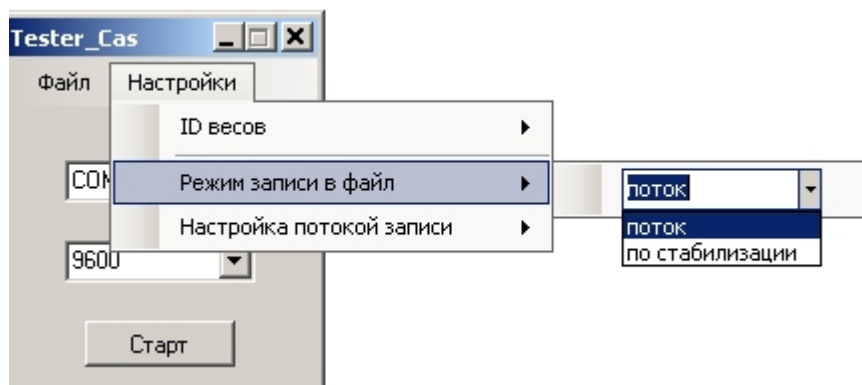 Tester_Cas
Файл Настройки
ID весов
Режим записи в файл
Настройка потокой записи
COM
9600
Старт
поток
поток
по стабилизации